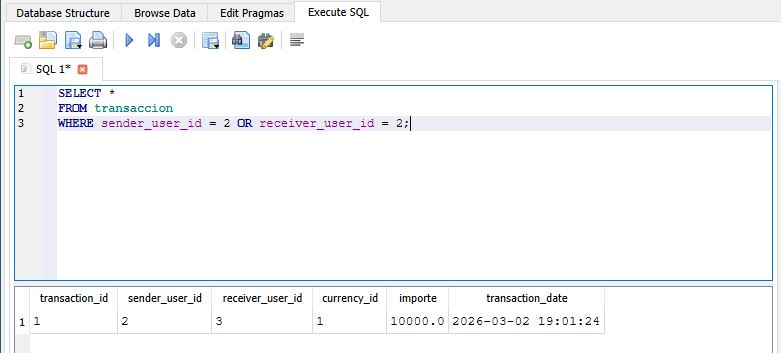 Database Structure Browse Data Edit Pragmas Execute SQL
SQL 1*
1 SELECT *
2 FROM transaccion
3 WHERE sender_user_id = 2 OR receiver_user_id = 2;
transaction_id sender_user_id receiver_user_id currency_id importe transaction_date
1 1 2 3 1 10000.0 2026-03-02 19:01:24